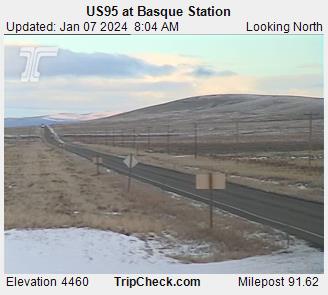 US95 at Basque Station
Updated: Jan 07 2024 8:04 AM Looking North
Elevation 4460 TripCheck.com Milepost 91.62